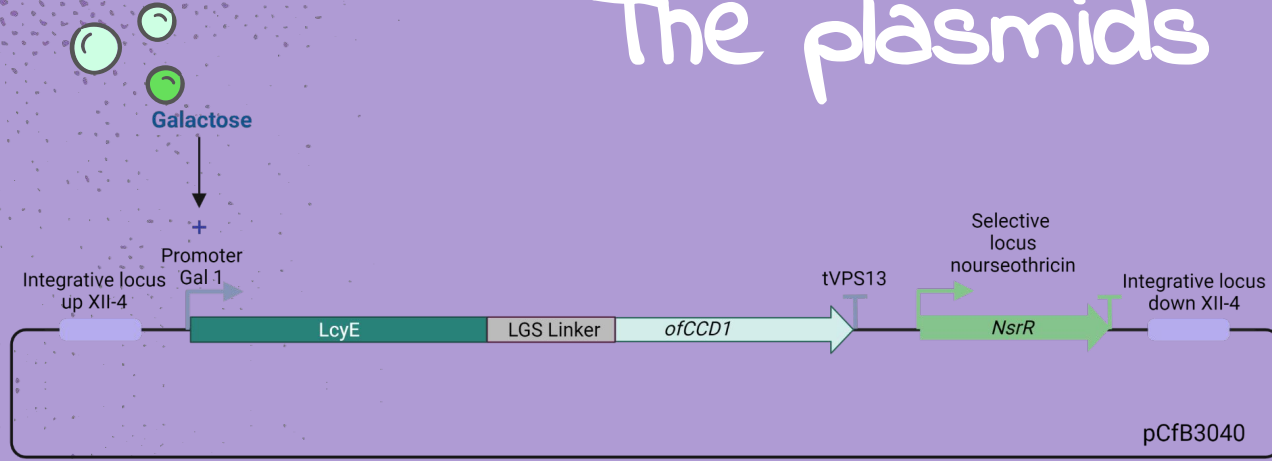 The plasmids
Galactose
+
Promoter
Gal 1
Integrative locus
up XII-4
LcyE
LGS Linker
ofCCD1
tVPS13
Selective
locus
nourseothricin
NsrR
Integrative locus
down XII-4
pCfB3040